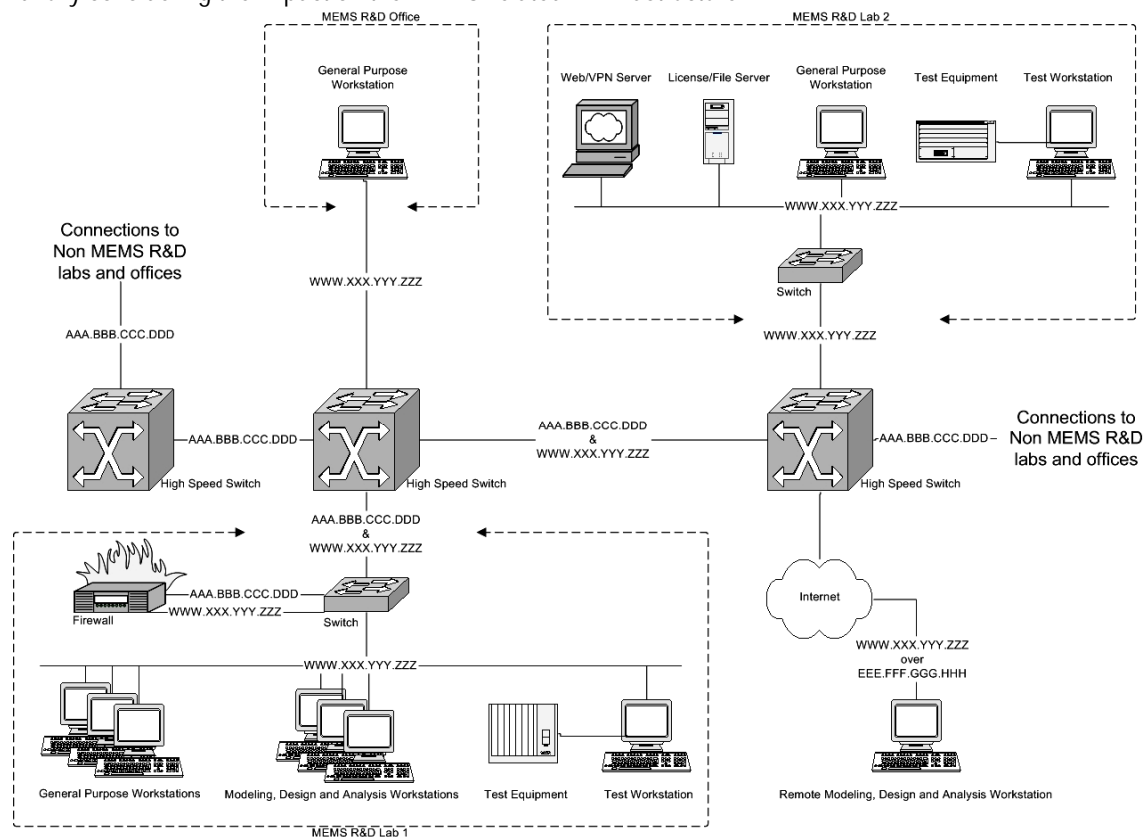 MEMS R&D Office
General Purpose
Workstation
WWW.XXX.YYY.ZZZ
MEMS R&D Lab 2
Web/VPN Server
License/File Server
General Purpose
Workstation
Test Equipment
Test Workstation
WWW.XXX.YYY.ZZZ
Switch
WWW.XXX.YYY.ZZZ
Connections to
Non MEMS R&D
labs and offices
AAA.BBB.CCC.DDD
High Speed Switch
AAA.BBB.CCC.DDD
High Speed Switch
AAA.BBB.CCC.DDD
&
WWW.XXX.YYY.ZZZ
High Speed Switch
AAA.BBB.CCC.DDD
Connections to
Non MEMS R&D
labs and offices
AAA.BBB.CCC.DDD
&
WWW.XXX.YYY.ZZZ
Firewall
AAA.BBB.CCC.DDD
WWW.XXX.YYY.ZZZ
Switch
WWW.XXX.YYY.ZZZ
General Purpose Workstations
Modeling, Design and Analysis Workstations
Test Equipment
Test Workstation
MEMS R&D Lab 1
Internet
WWW.XXX.YYY.ZZZ
over
EEE.FFF.GGG.HHH
Remote Modeling, Design and Analysis Workstation